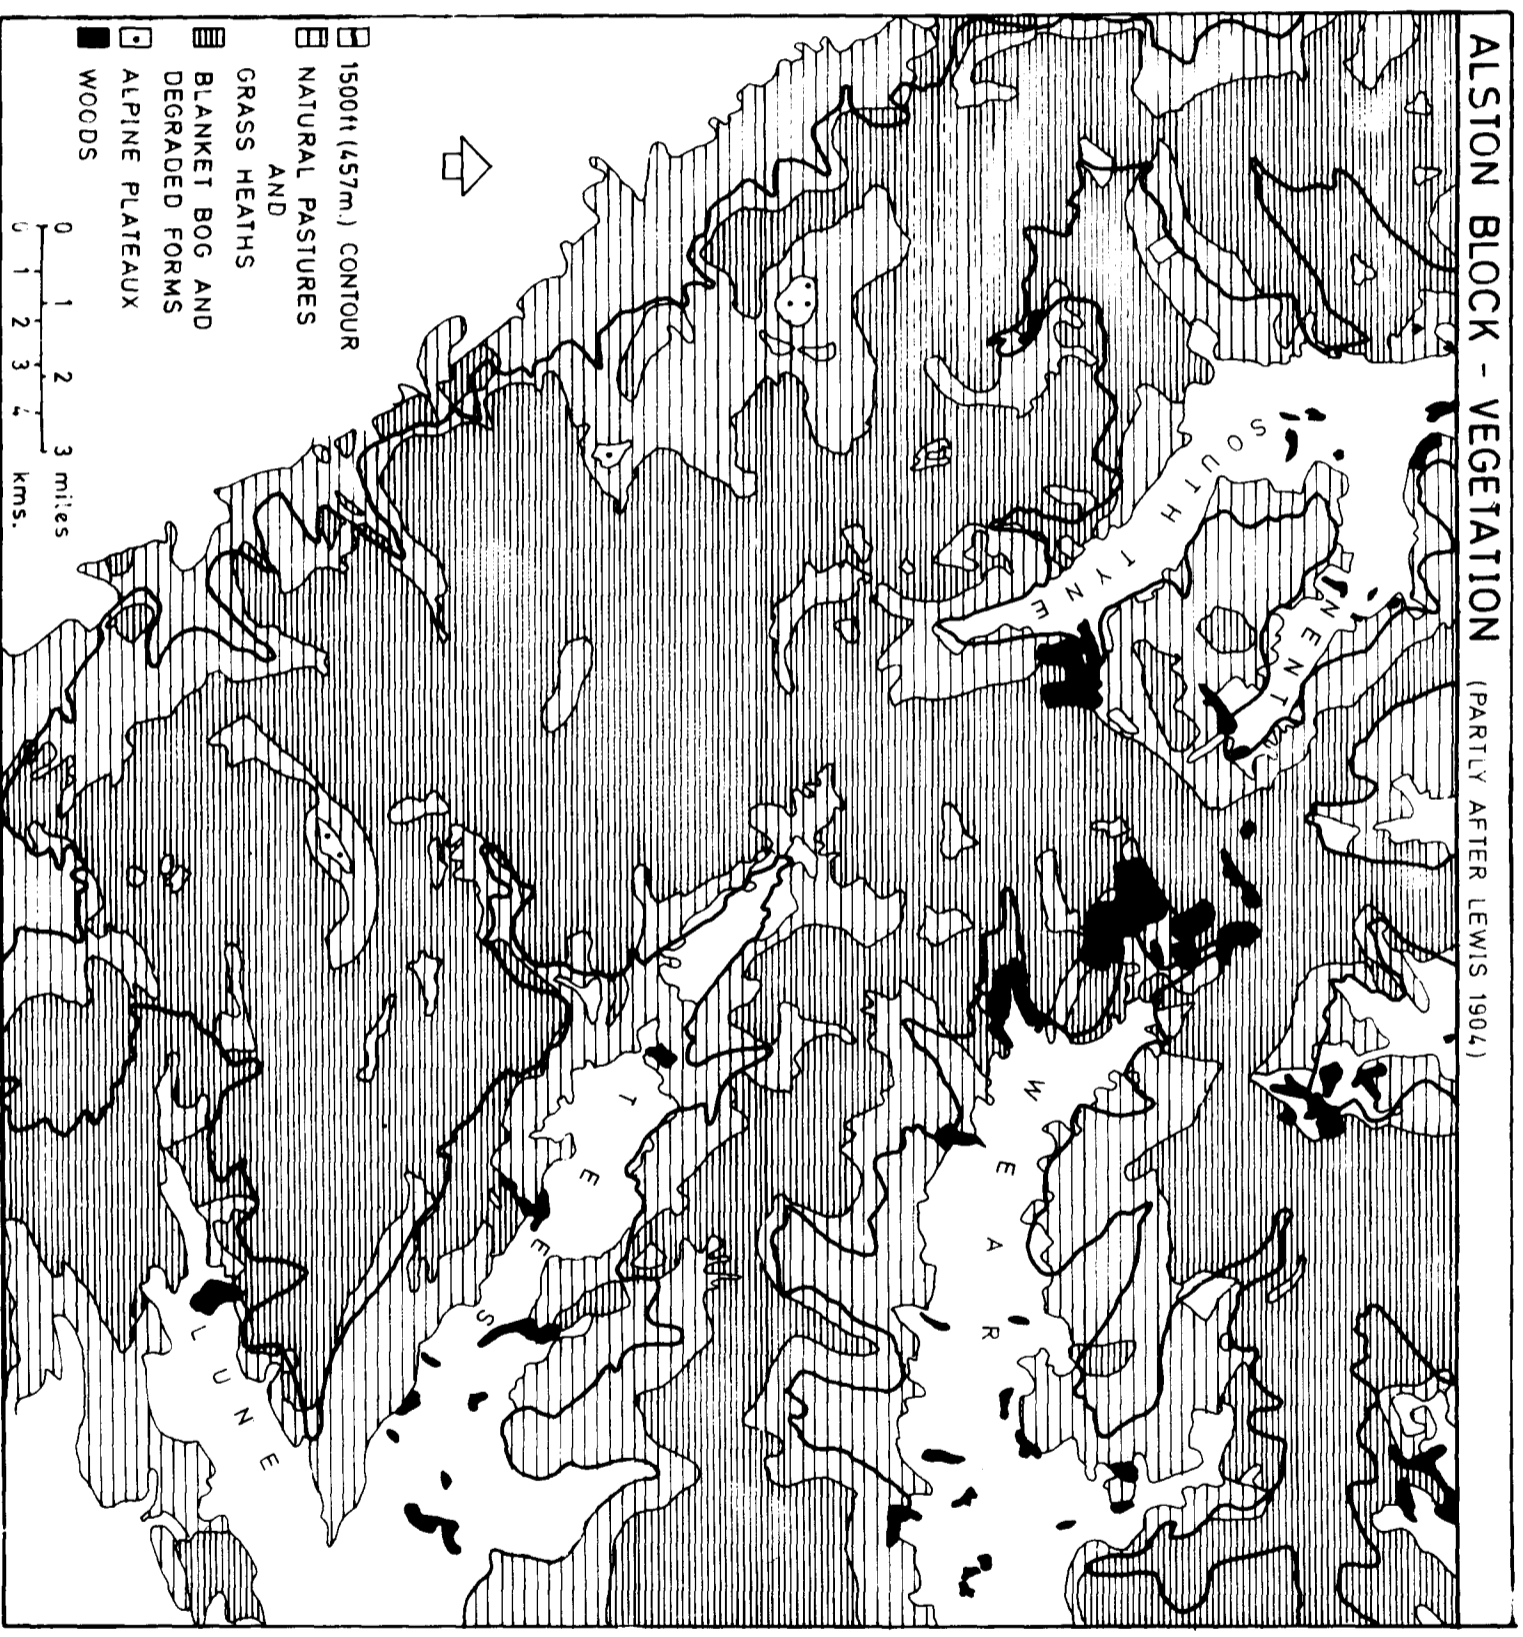 ALSTON BLOCK - VEGETATION (PARTLY AFTER LEWIS 1904)
SOUTH TYNE
NENT
WEAR
TEES
LUNE
1500ft (457m.) CONTOUR
NATURAL PASTURES
AND
GRASS HEATHS
BLANKET BOG AND
DEGRADED FORMS
ALPINE PLATEAUX
WOODS
0 1 2 3 miles
0 1 2 3 4 kms.